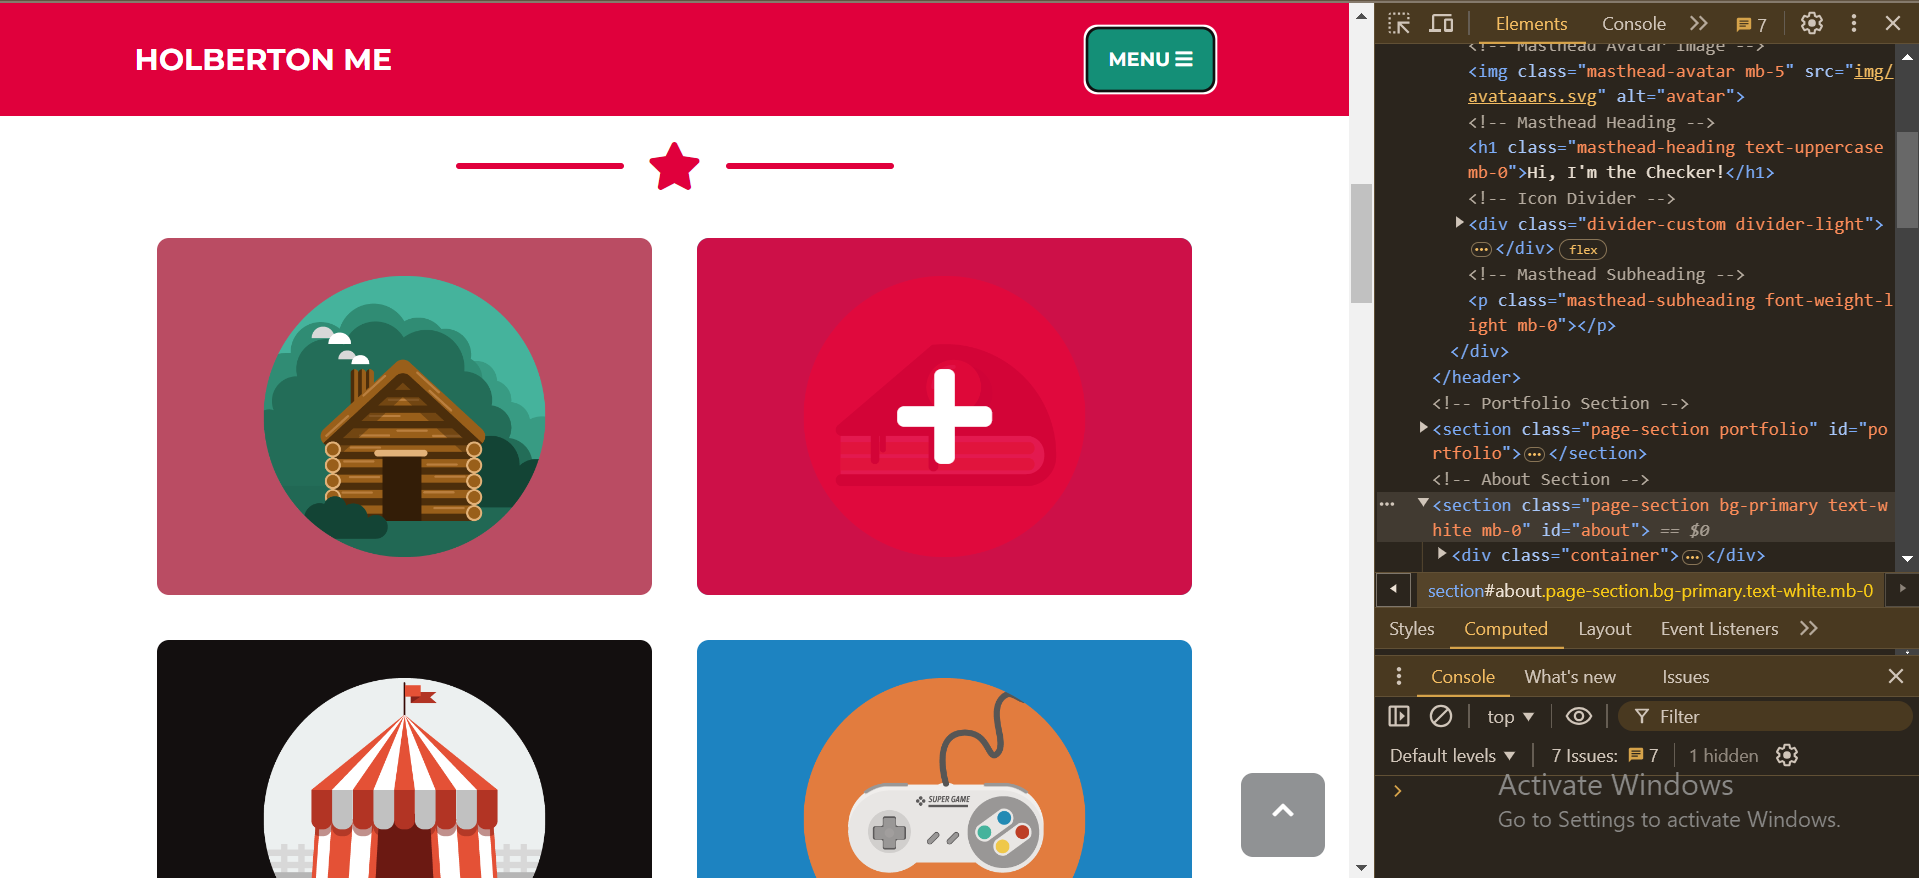 HOLBERTON ME
MENU
SUPER GAME
Elements
Console
7
<!-- Masthead Avatar Image -->
<img class="masthead-avatar mb-5" src="img/
avataaars.svg" alt="avatar">
<!-- Masthead Heading -->
<h1 class="masthead-heading text-uppercase
mb-0">Hi, I'm the Checker!</h1>
<!-- Icon Divider -->
<div class="divider-custom divider-light">
… </div> flex
<!-- Masthead Subheading -->
<p class="masthead-subheading font-weight-l
ight mb-0"></p>
</div>
</header>
<!-- Portfolio Section -->
<section class="page-section portfolio" id="po
rtfolio"> … </section>
<!-- About Section -->
<section class="page-section bg-primary text-w
hite mb-0" id="about"> == $0
<div class="container"> … </div>
section#about.page-section.bg-primary.text-white.mb-0
Styles Computed Layout Event Listeners
Console What's new Issues
top Filter
Default levels 7 Issues: 7 1 hidden
Activate Windows
Go to Settings to activate Windows.